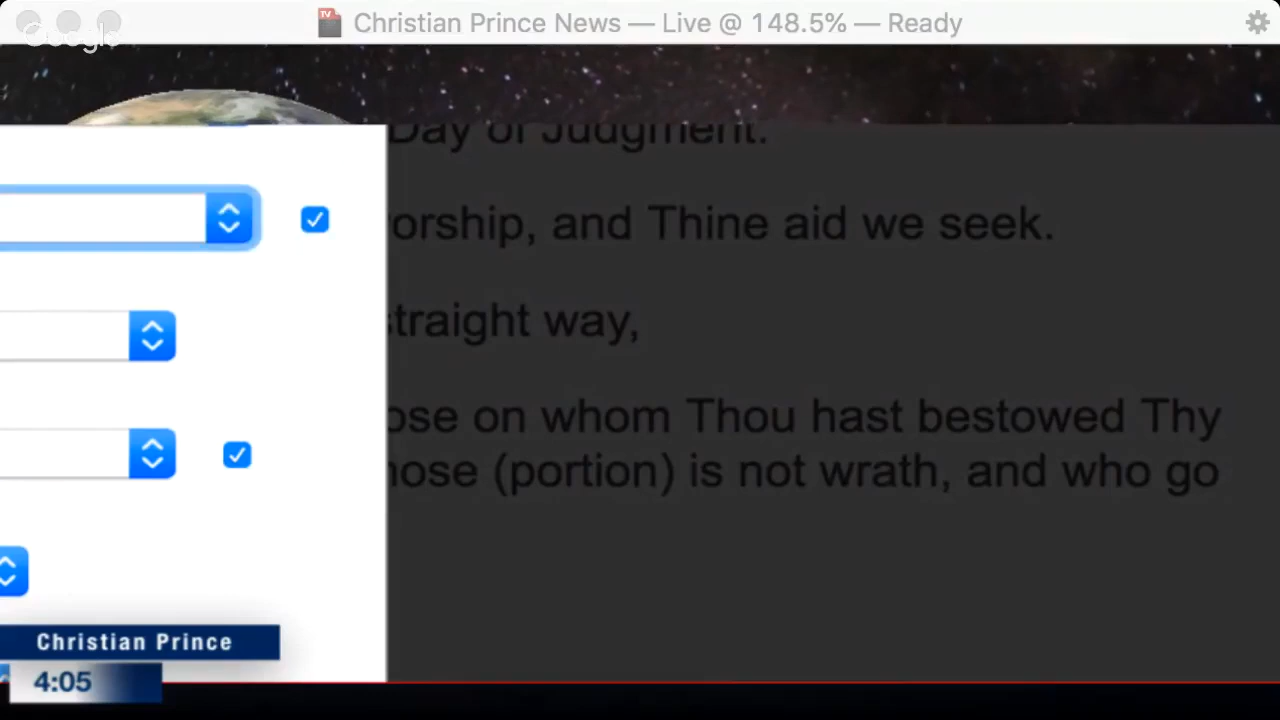 Christian Prince News — Live @ 148.5% — Ready
Google
Day of Judgment.
orship, and Thine aid we seek.
straight way,
ose on whom Thou hast bestowed Thy
hose (portion) is not wrath, and who go
Christian Prince
4:05